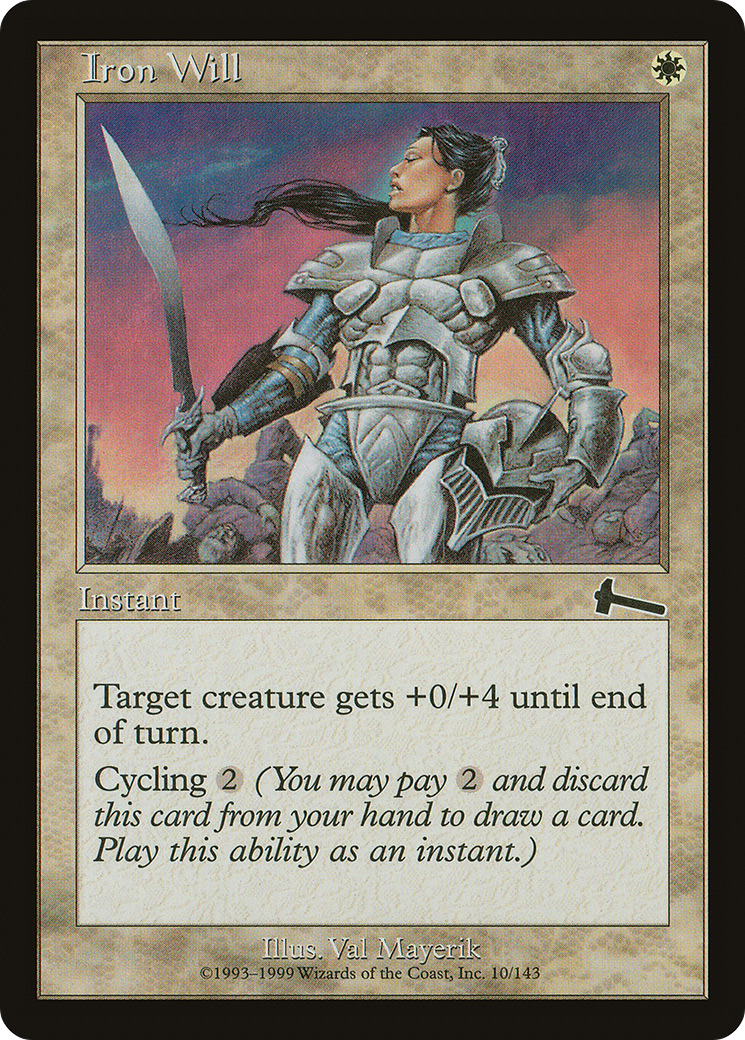 Iron Will
Instant
Target creature gets +0/+4 until end
of turn.
Cycling 2 (You may pay 2 and discard
this card from your hand to draw a card.
Play this ability as an instant.)
Illus. Val Mayerik
©1993–1999 Wizards of the Coast, Inc. 10/143